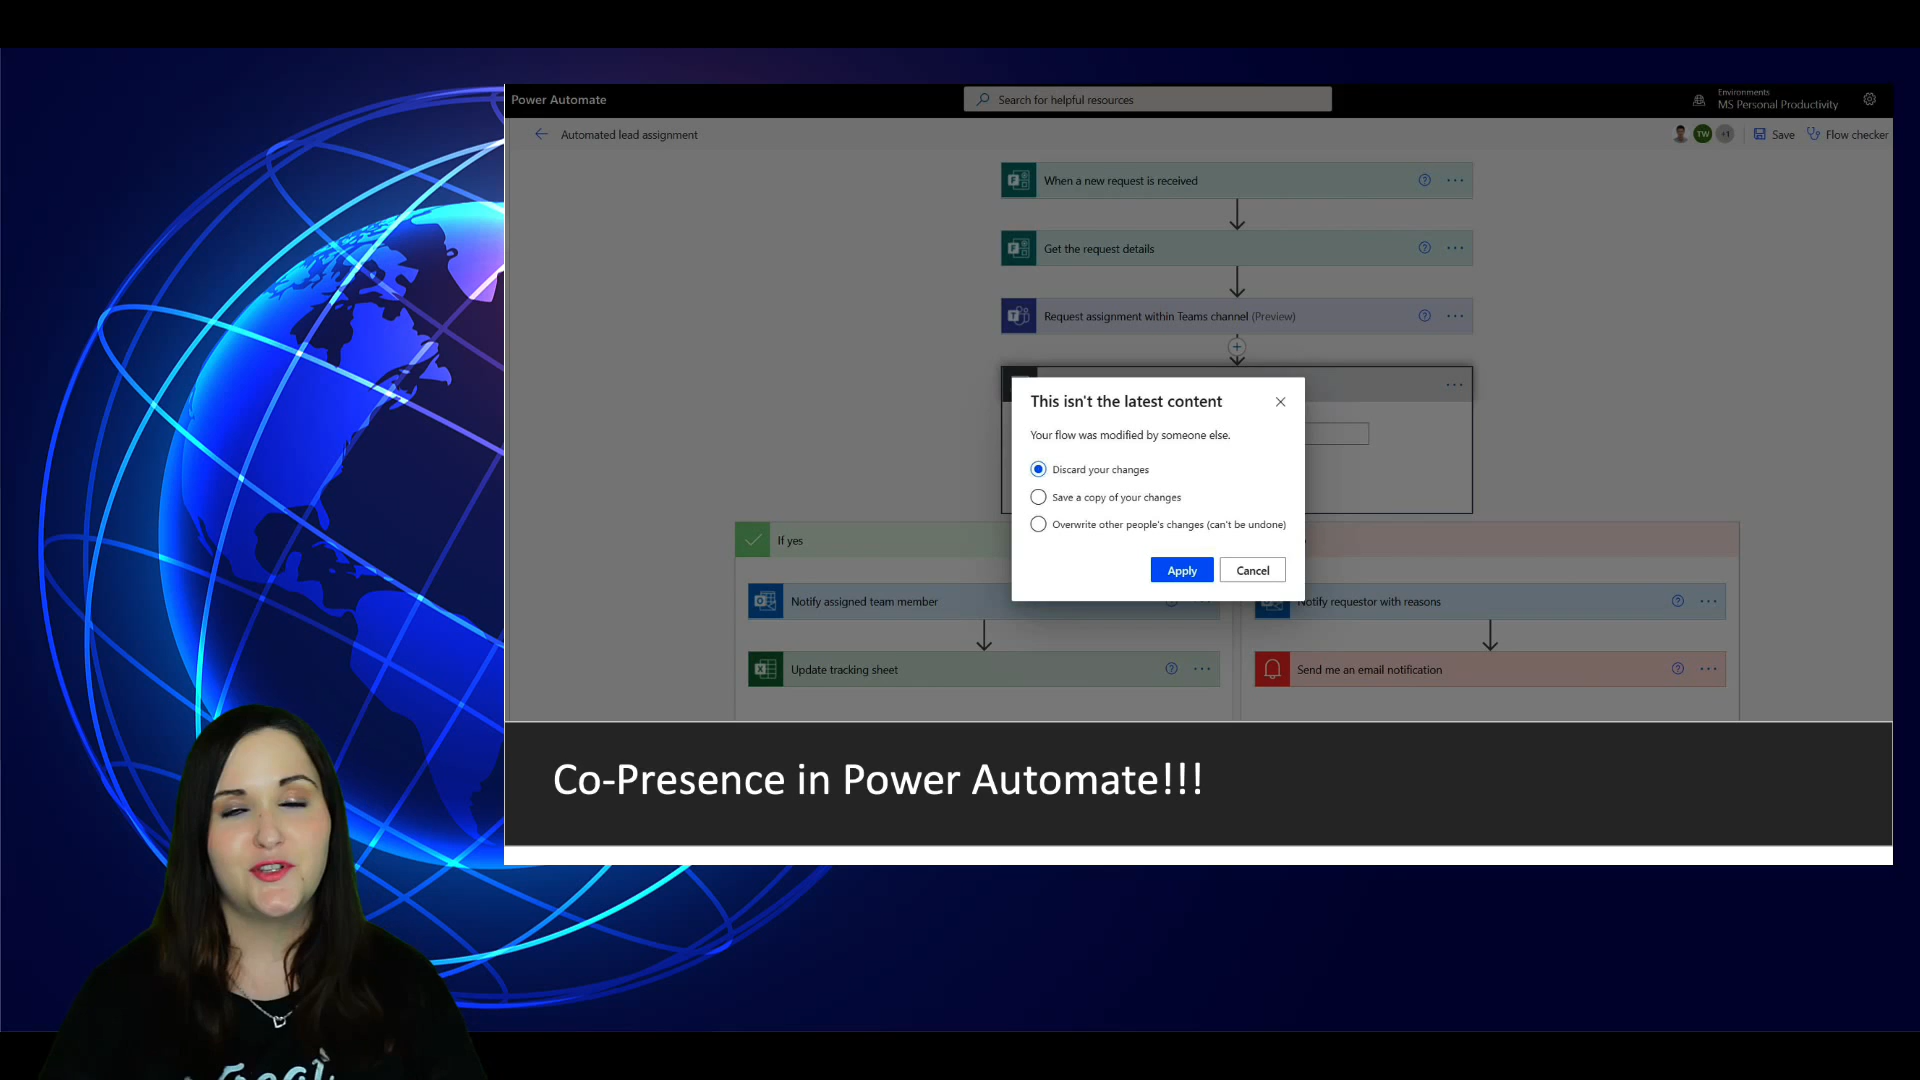 Power Automate
Search for helpful resources
Environments
MS Personal Productivity
Automated lead assignment
TW
+1
Save
Flow checker
When a new request is received
Get the request details
Request assignment within Teams channel (Preview)
This isn't the latest content
Your flow was modified by someone else.
Discard your changes
Save a copy of your changes
Overwrite other people's changes (can't be undone)
Apply
Cancel
If yes
Notify assigned team member
Notify requestor with reasons
Update tracking sheet
Send me an email notification
Co-Presence in Power Automate!!!